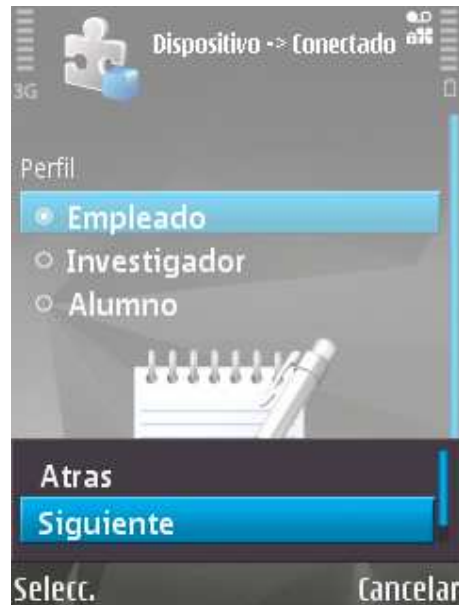 Dispositivo -> Conectado
3G
Perfil
Empleado
Investigador
Alumno
Atras
Siguiente
Selecc.
Cancelar